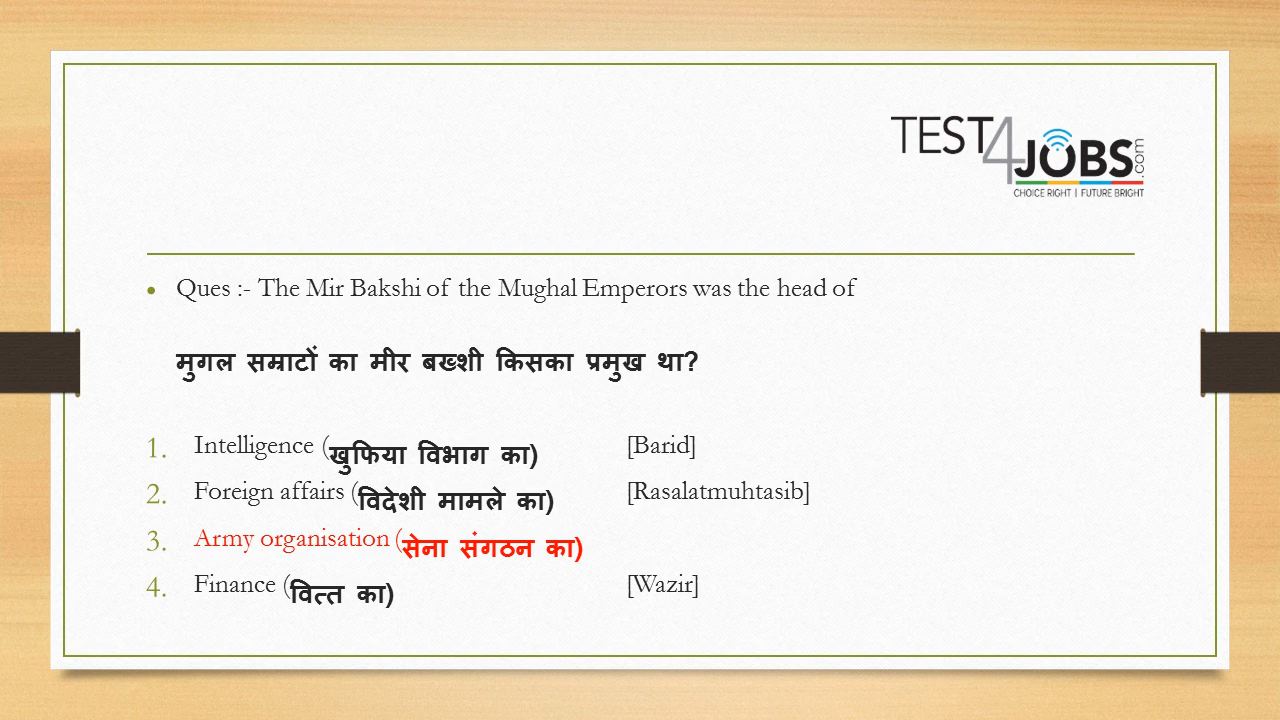 TEST4JOBS.com
CHOICE RIGHT | FUTURE BRIGHT
• Ques :- The Mir Bakshi of the Mughal Emperors was the head of
मुगल सम्राटों का मीर बख्शी किसका प्रमुख था?
1. Intelligence (खुफिया विभाग का) [Barid]
2. Foreign affairs (विदेशी मामले का) [Rasalatmuhtasib]
3. Army organisation (सेना संगठन का)
4. Finance (वित्त का) [Wazir]